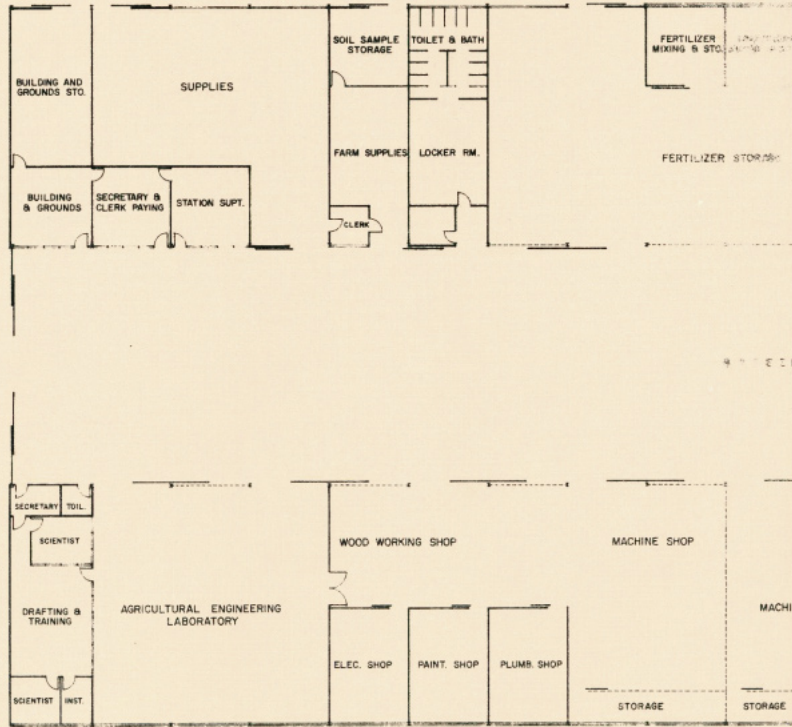 SOIL SAMPLE
STORAGE
TOILET & BATH
FERTILIZER
MIXING & STO.
BUILDING AND
GROUNDS STO.
SUPPLIES
FARM SUPPLIES
LOCKER RM.
FERTILIZER STORAGE
BUILDING
& GROUNDS
SECRETARY &
CLERK PAYING
STATION SUPT.
CLERK
SECRETARY
TOIL.
SCIENTIST
WOOD WORKING SHOP
MACHINE SHOP
DRAFTING &
TRAINING
AGRICULTURAL ENGINEERING
LABORATORY
MACHI
ELEC. SHOP
PAINT. SHOP
PLUMB. SHOP
SCIENTIST
INST.
STORAGE
STORAGE